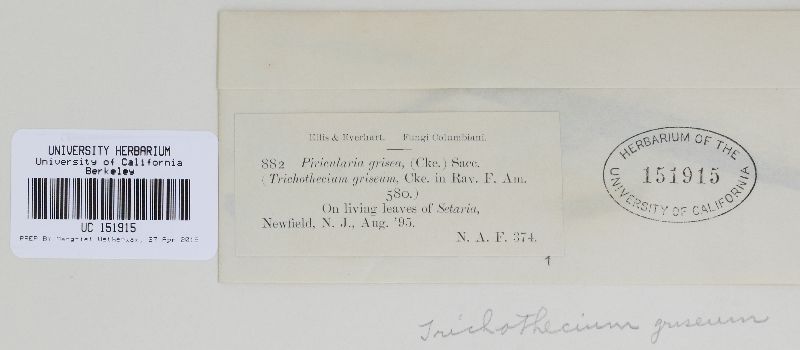 UNIVERSITY HERBARIUM
University of California
Berkeley
UC 151915
Ellis & Everhart. Fungi Columbiani.
882 Piricularia grisea, (Cke.) Sacc.
(Trichothecium griseum, Cke. in Rav. F. Am.
580.)
On living leaves of Setaria,
Newfield, N. J., Aug. '95.
N. A. F. 374.
1
HERBARIUM OF THE
151915
UNIVERSITY OF CALIFORNIA
Trichothecium griseum